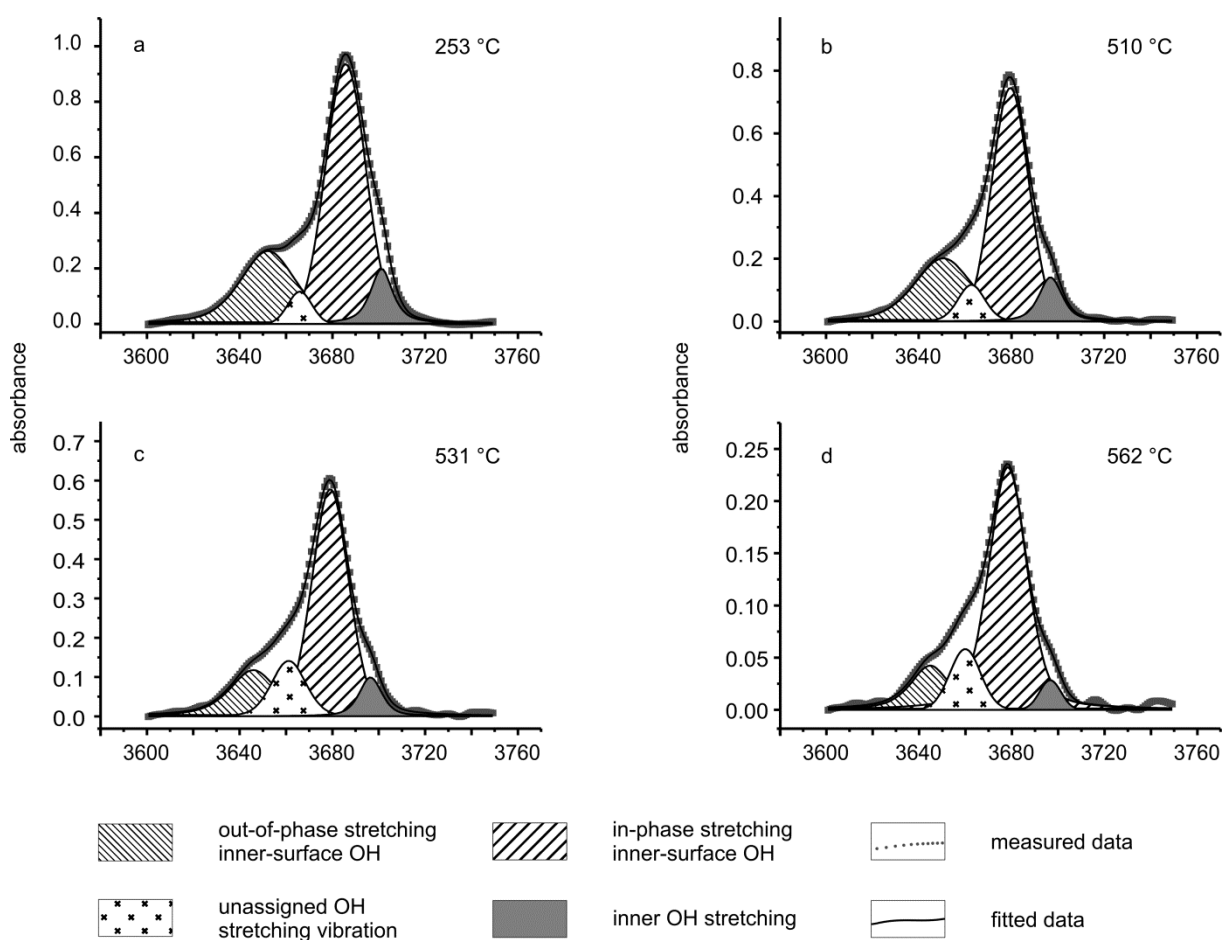 a
253 °C
1.0
0.8
0.6
0.4
0.2
0.0
3600
3640
3680
3720
3760
absorbance
b
510 °C
0.8
0.6
0.4
0.2
0.0
3600
3640
3680
3720
3760
absorbance
c
531 °C
0.7
0.6
0.5
0.4
0.3
0.2
0.1
0.0
3600
3640
3680
3720
3760
d
562 °C
0.25
0.20
0.15
0.10
0.05
0.00
3600
3640
3680
3720
3760
out-of-phase stretching
inner-surface OH
in-phase stretching
inner-surface OH
measured data
unassigned OH
stretching vibration
inner OH stretching
fitted data